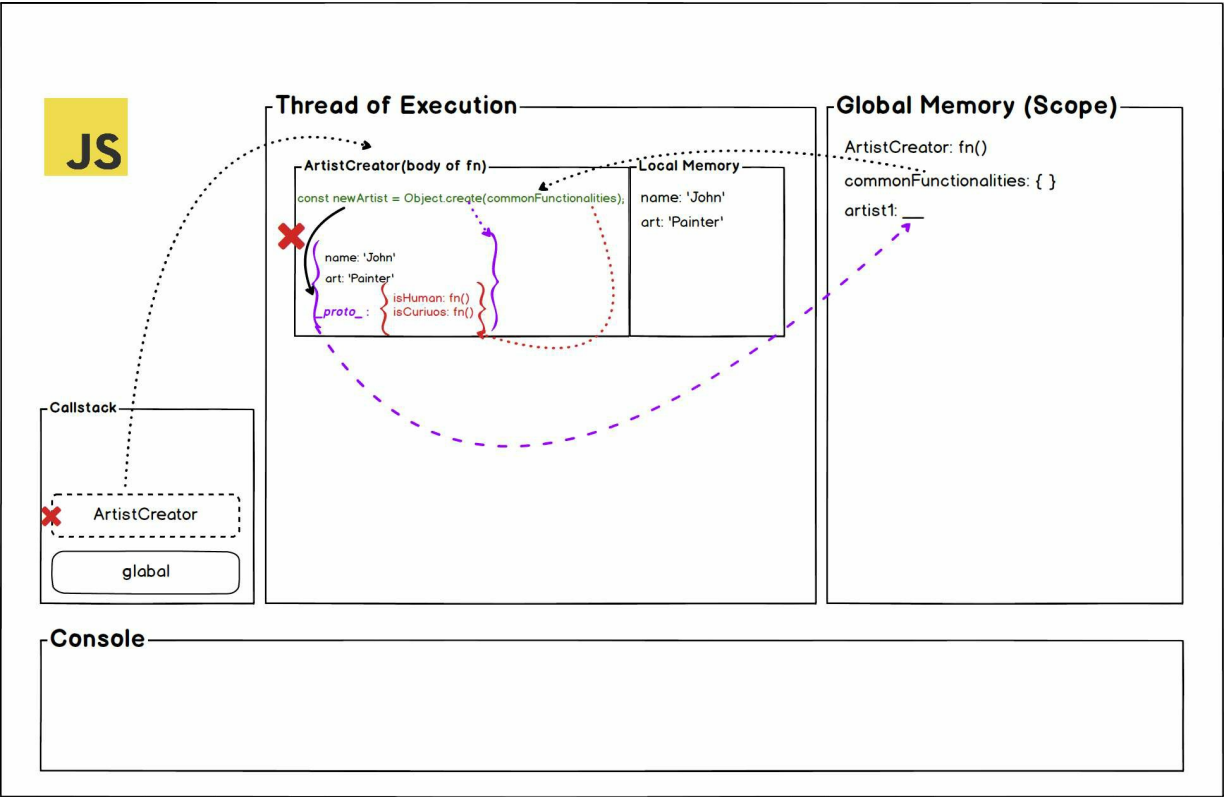 JS
Thread of Execution
ArtistCreator(body of fn)
const newArtist = Object.create(commonFunctionalities);
name: 'John'
art: 'Painter'
_proto_ :
isHuman: fn()
isCuriuos: fn()
Local Memory
name: 'John'
art: 'Painter'
Global Memory (Scope)
ArtistCreator: fn()
commonFunctionalities: { }
artist1: __
Callstack
ArtistCreator
glabal
Console